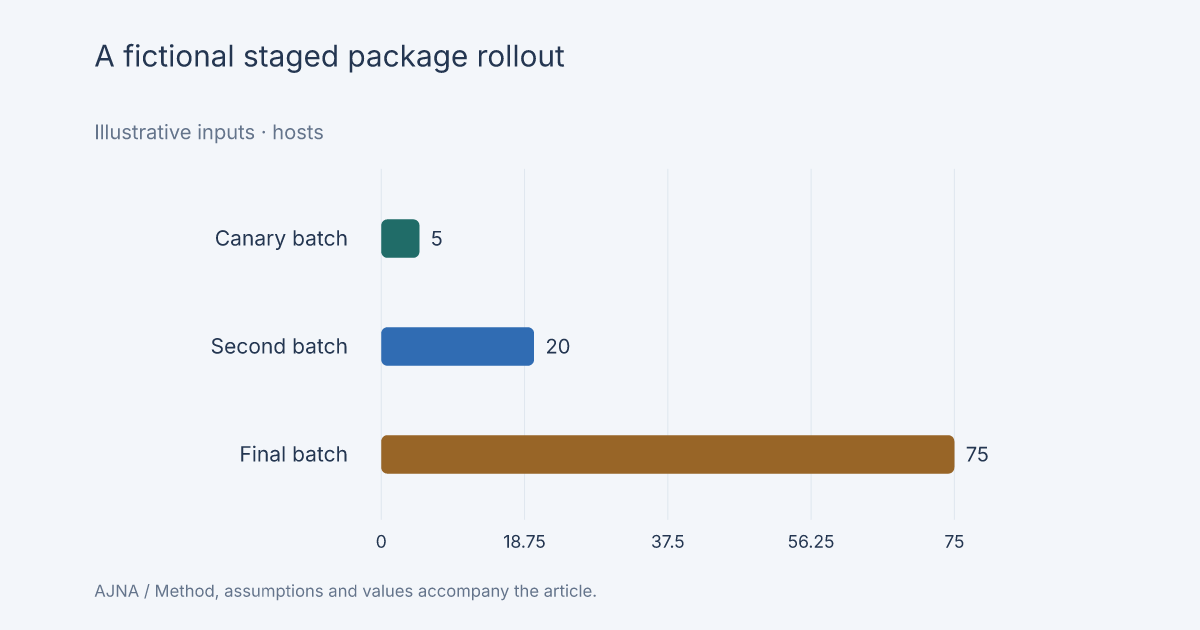 A fictional staged package rollout
Illustrative inputs · hosts
Canary batch 5
Second batch 20
Final batch 75
0 18.75 37.5 56.25 75
AJNA / Method, assumptions and values accompany the article.